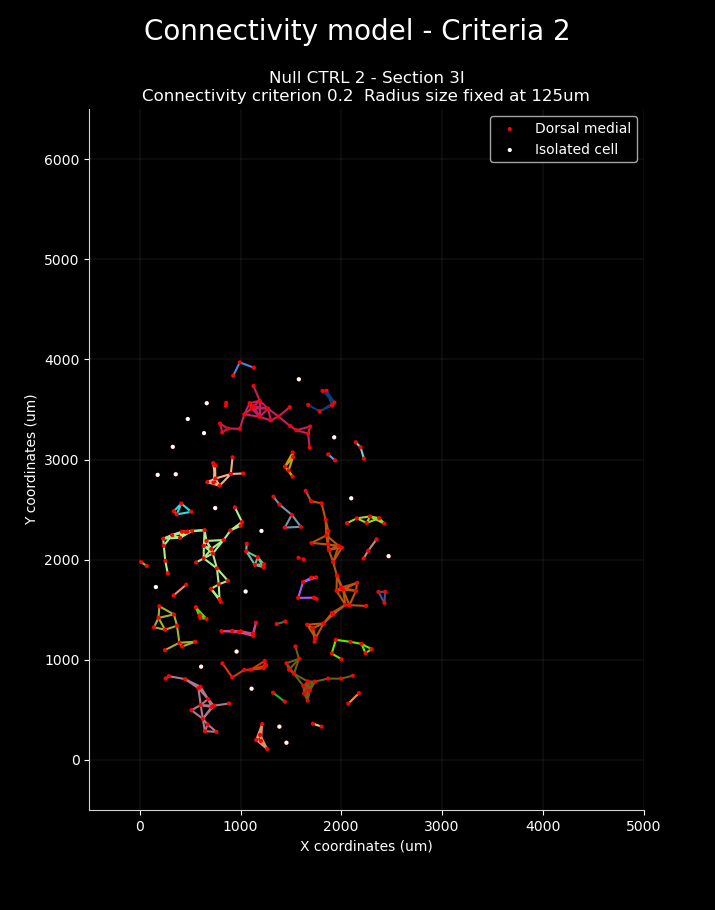 Connectivity model - Criteria 2
Null CTRL 2 - Section 3l
Connectivity criterion 0.2  Radius size fixed at 125um
Dorsal medial
Isolated cell
6000
5000
4000
3000
2000
1000
0
Y coordinates (um)
0 1000 2000 3000 4000 5000
X coordinates (um)